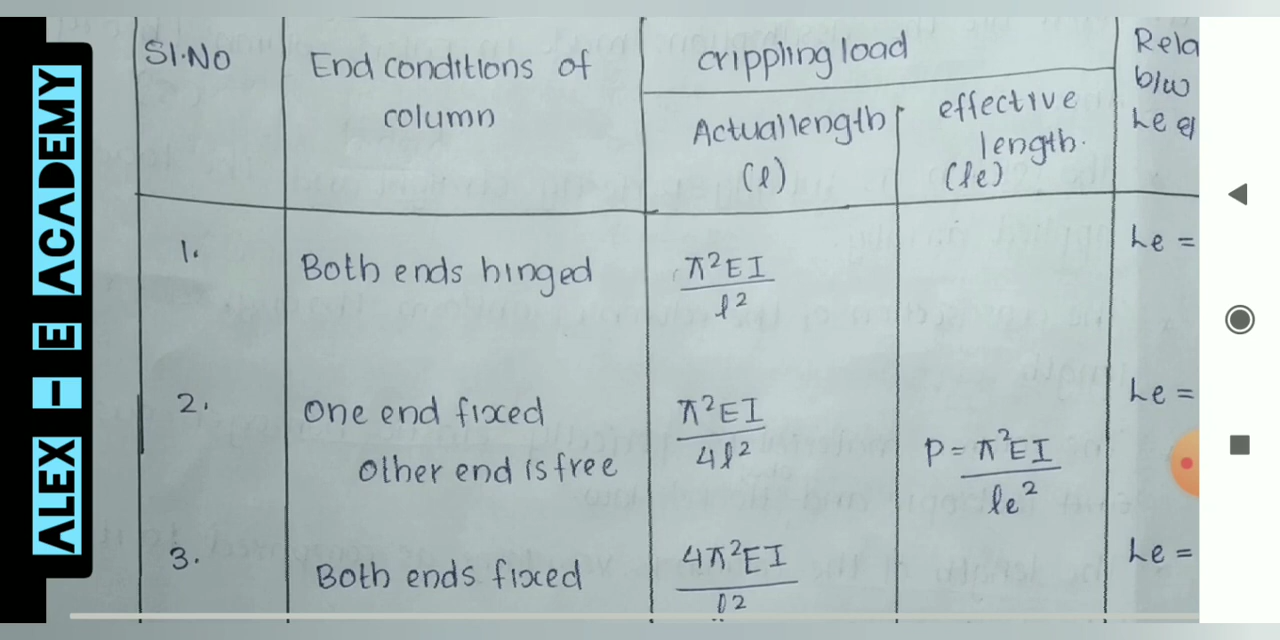 ALEX - E ACADEMY
Sl.No
End conditions of
column
crippling load
Actual length
(l)
effective
length.
(le)
Rela
b/w
Le
1.
Both ends hinged
π²EI
l²
Le =
2.
One end fixed
Other end is free
π²EI
4l²
P = π²EI
le²
Le =
3.
Both ends fixed
4π²EI
l²
Le =